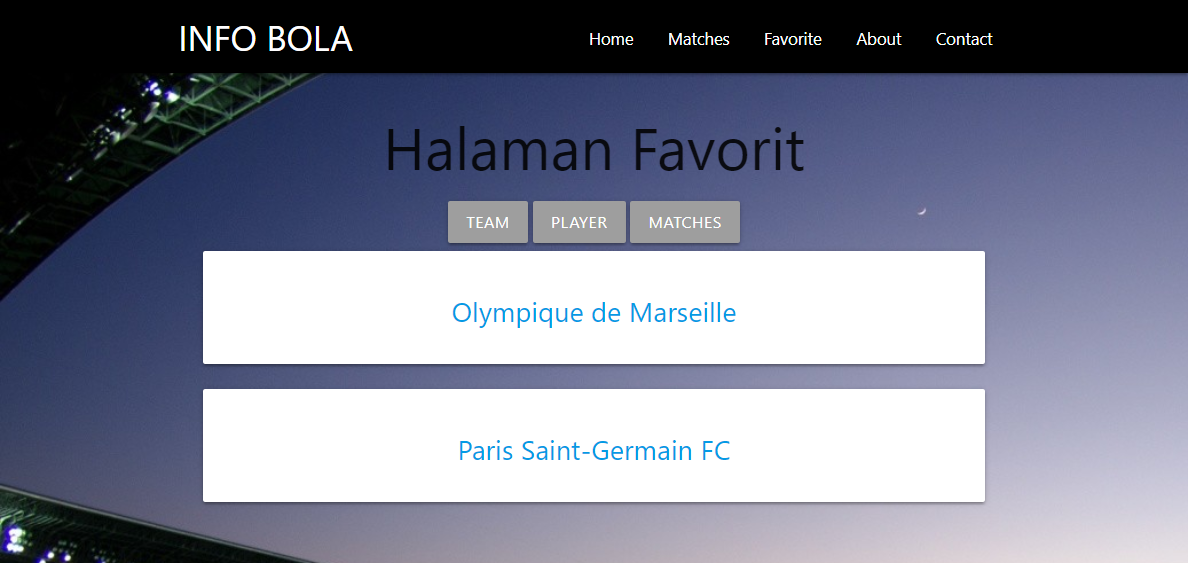 INFO BOLA
Home Matches Favorite About Contact
Halaman Favorit
TEAM PLAYER MATCHES
Olympique de Marseille
Paris Saint-Germain FC